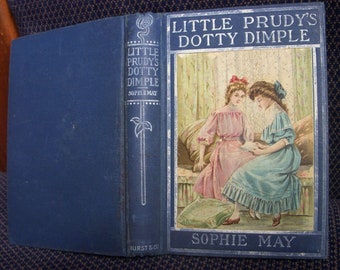 LITTLE
PRUDY'S
DOTTY
DIMPLE
SOPHIE MAY
HURST & CO
LITTLE PRUDY'S
DOTTY DIMPLE
SOPHIE MAY